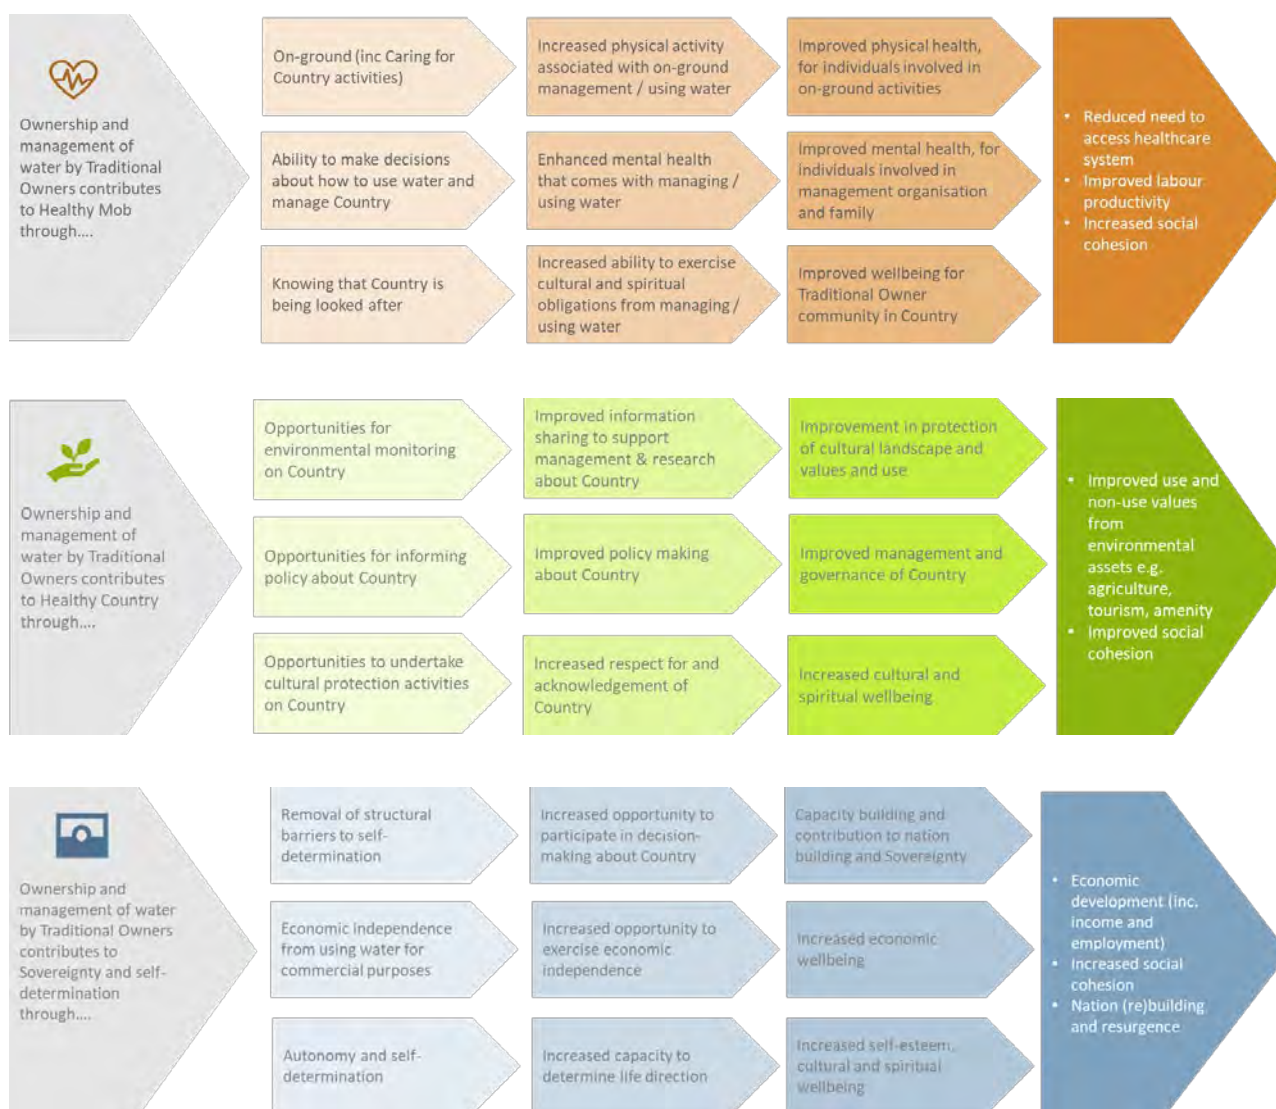 Ownership and
management of
water by Traditional
Owners contributes
to Healthy Mob
through....
On-ground (inc Caring for
Country activities)
Increased physical activity
associated with on-ground
management / using water
Improved physical health,
for individuals involved in
on-ground activities
Ability to make decisions
about how to use water and
manage Country
Enhanced mental health
that comes with managing /
using water
Improved mental health, for
individuals involved in
management organisation
and family
Knowing that Country is
being looked after
Increased ability to exercise
cultural and spiritual
obligations from managing /
using water
Improved wellbeing for
Traditional Owner
community in Country
• Reduced need to
access healthcare
system
• Improved labour
productivity
• Increased social
cohesion
Ownership and
management of
water by Traditional
Owners contributes
to Healthy Country
through....
Opportunities for
environmental monitoring
on Country
Improved information
sharing to support
management & research
about Country
Improvement in protection
of cultural landscape and
values and use
Opportunities for informing
policy about Country
Improved policy making
about Country
Improved management and
governance of Country
Opportunities to undertake
cultural protection activities
on Country
Increased respect for and
acknowledgement of
Country
Increased cultural and
spiritual wellbeing
• Improved use and
non-use values
from
environmental
assets e.g.
agriculture,
tourism, amenity
• Improved social
cohesion
Ownership and
management of water
by Traditional Owners
contributes to
Sovereignty and self-
determination
through....
Removal of structural
barriers to self-
determination
Increased opportunity to
participate in decision-
making about Country
Capacity building and
contribution to nation
building and Sovereignty
Economic independence
from using water for
commercial purposes
Increased opportunity to
exercise economic
independence
Increased economic
wellbeing
Autonomy and self-
determination
Increased capacity to
determine life direction
Increased self-esteem,
cultural and spiritual
wellbeing
• Economic
development (inc.
income and
employment)
• Increased social
cohesion
• Nation (re)building
and resurgence